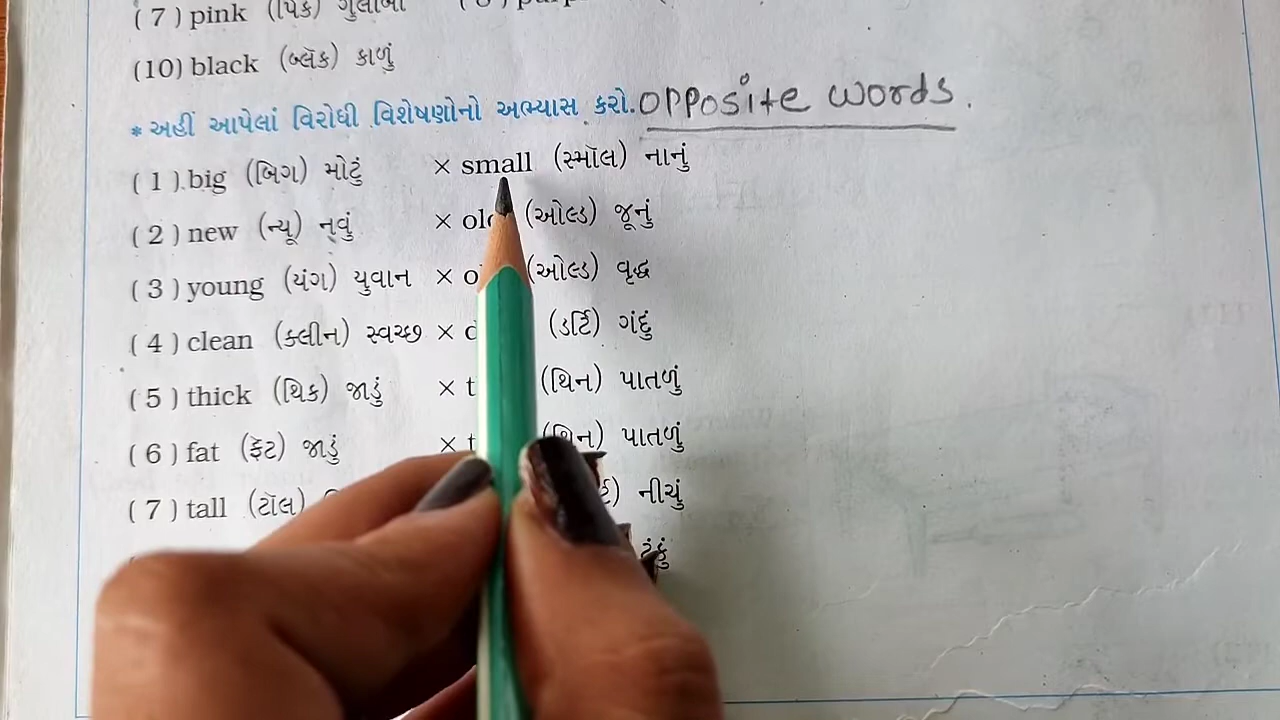 (7) pink (પિંક) ગુલાબી
(10) black (બ્લૅક) કાળું
* અહીં આપેલાં વિરોધી વિશેષણોનો અભ્યાસ કરો. opposite words.
(1) big (બિગ) મોટું × small (સ્મૉલ) નાનું
(2) new (ન્યૂ) નવું × old (ઓલ્ડ) જૂનું
(3) young (યંગ) યુવાન × (ઓલ્ડ) વૃદ્ધ
(4) clean (ક્લીન) સ્વચ્છ × (ડર્ટિ) ગંદું
(5) thick (થિક) જાડું × (થિન) પાતળું
(6) fat (ફૅટ) જાડું × (થિન) પાતળું
(7) tall (ટૉલ) નીચું
ટૂંકું